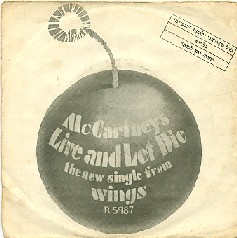 McCartney's
Live and Let Die
the new single from
wings
R.5987